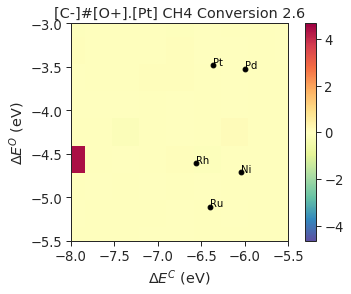 [C-]#[O+].[Pt] CH4 Conversion 2.6
−3.0
−3.5
−4.0
−4.5
−5.0
−5.5
ΔE^O (eV)
Pt
Pd
Rh
Ni
Ru
−8.0 −7.5 −7.0 −6.5 −6.0 −5.5
ΔE^C (eV)
4
2
0
−2
−4